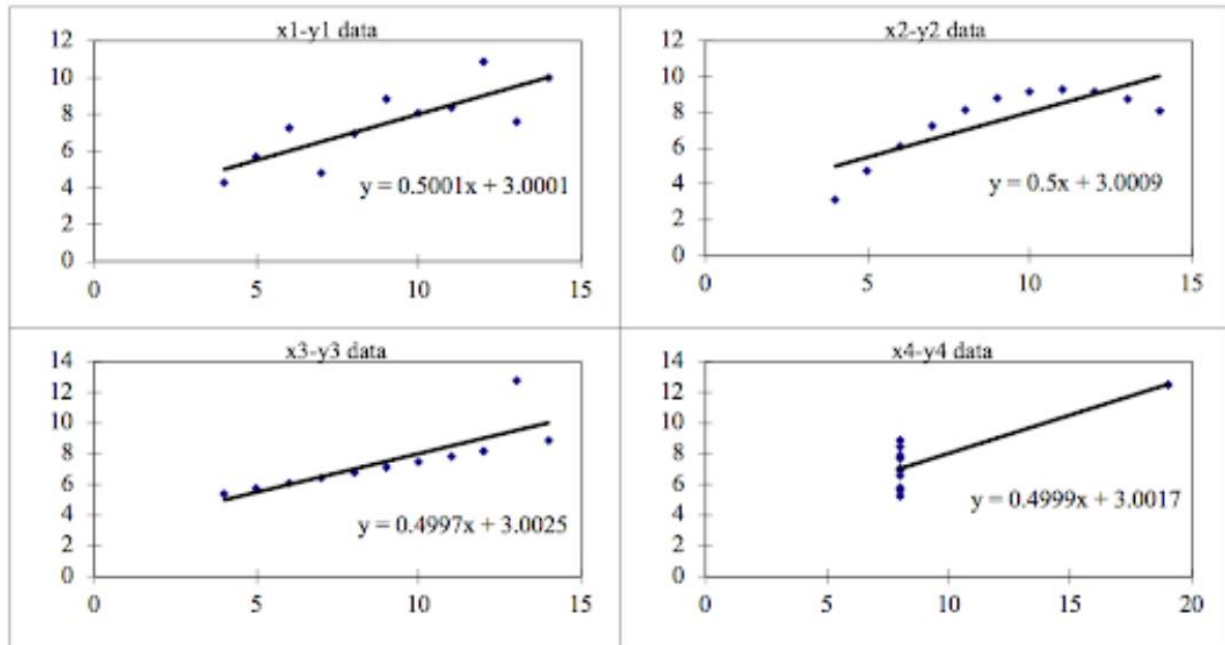 x1-y1 data
12
10
8
6
4
2
0
y = 0.5001x + 3.0001
0 5 10 15
x2-y2 data
12
10
8
6
4
2
0
y = 0.5x + 3.0009
0 5 10 15
x3-y3 data
14
12
10
8
6
4
2
0
y = 0.4997x + 3.0025
0 5 10 15
x4-y4 data
14
12
10
8
6
4
2
0
y = 0.4999x + 3.0017
0 5 10 15 20